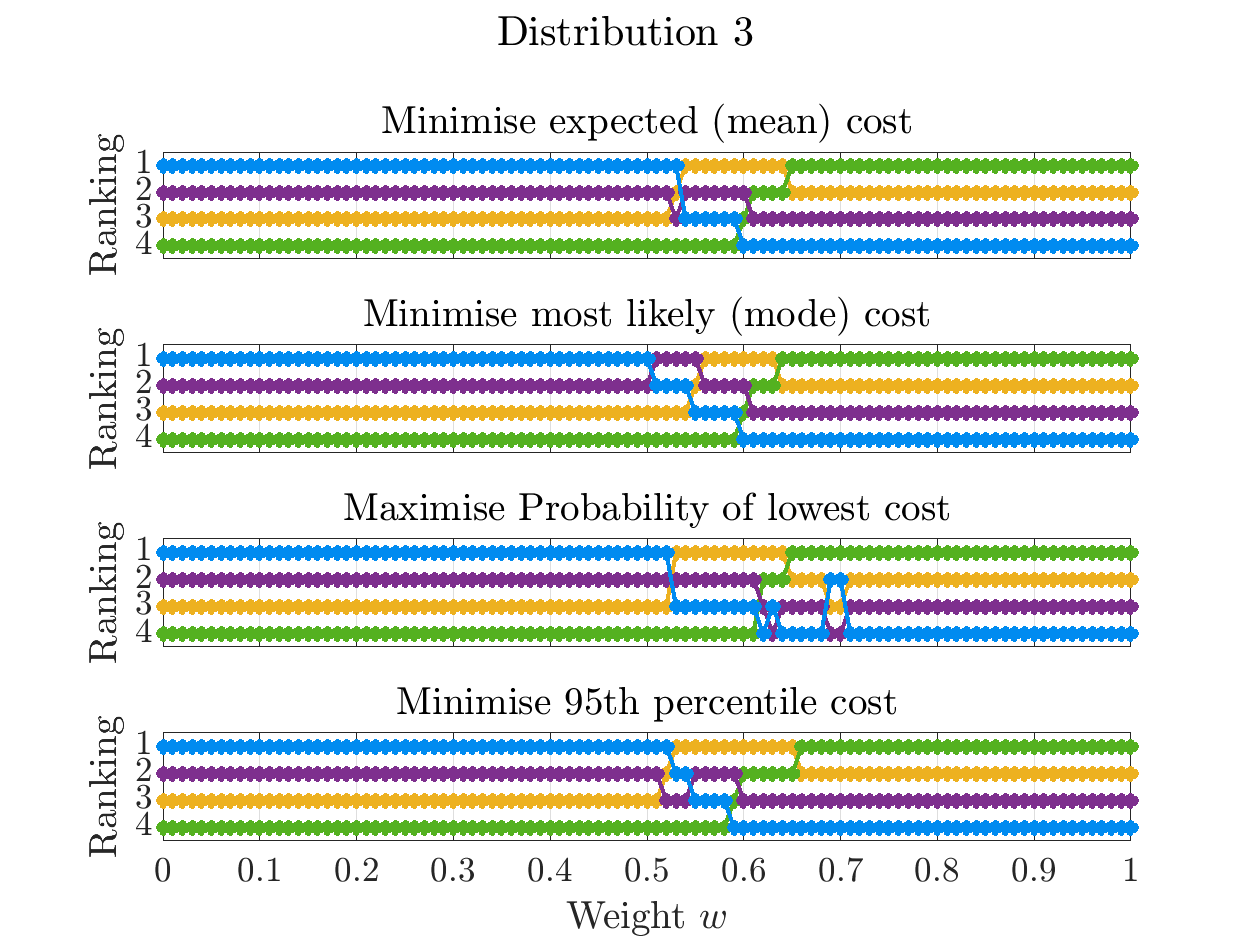 Distribution 3
Minimise expected (mean) cost
Ranking
1
2
3
4
Minimise most likely (mode) cost
Ranking
1
2
3
4
Maximise Probability of lowest cost
Ranking
1
2
3
4
Minimise 95th percentile cost
Ranking
1
2
3
4
0 0.1 0.2 0.3 0.4 0.5 0.6 0.7 0.8 0.9 1
Weight w